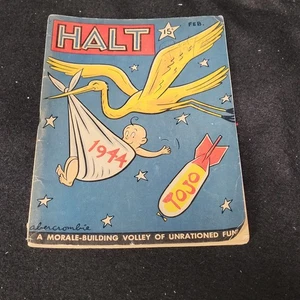 HALT
15¢
FEB.
1944
TOJO
abercrombie
A MORALE-BUILDING VOLLEY OF UNRATIONED FUN